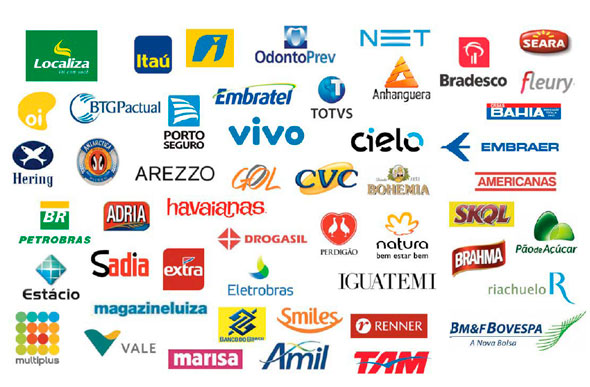 Localiza
Itaú
OdontoPrev
NET
Bradesco
SEARA
fleury
oi
BTGPactual
PORTO
SEGURO
Embratel
TOTVS
Anhanguera
CASAS
BAHIA
Hering
ANTARCTICA
AREZZO
vivo
cielo
EMBRAER
GOL
CVC
BOHEMIA
AMERICANAS
BR
PETROBRAS
ADRIA
havaianas
DROGASIL
PERDIGÃO
natura
bem estar bem
SKOL
Pão de Açúcar
Estácio
Sadia
extra
Eletrobras
IGUATEMI
BRAHMA
riachuelo
R
magazineluiza
multiplus
VALE
marisa
BANCO DO BRASIL
Smiles
Amil
RENNER
TAM
BM&FBOVESPA
A Nova Bolsa